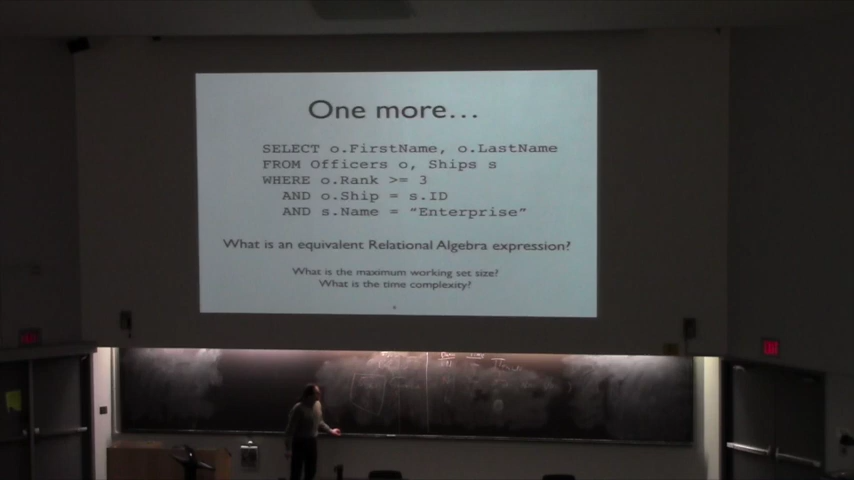 One more...
SELECT o.FirstName, o.LastName
FROM Officers o, Ships s
WHERE o.Rank >= 3
AND o.Ship = s.ID
AND s.Name = “Enterprise”
What is an equivalent Relational Algebra expression?
What is the maximum working set size?
What is the time complexity?